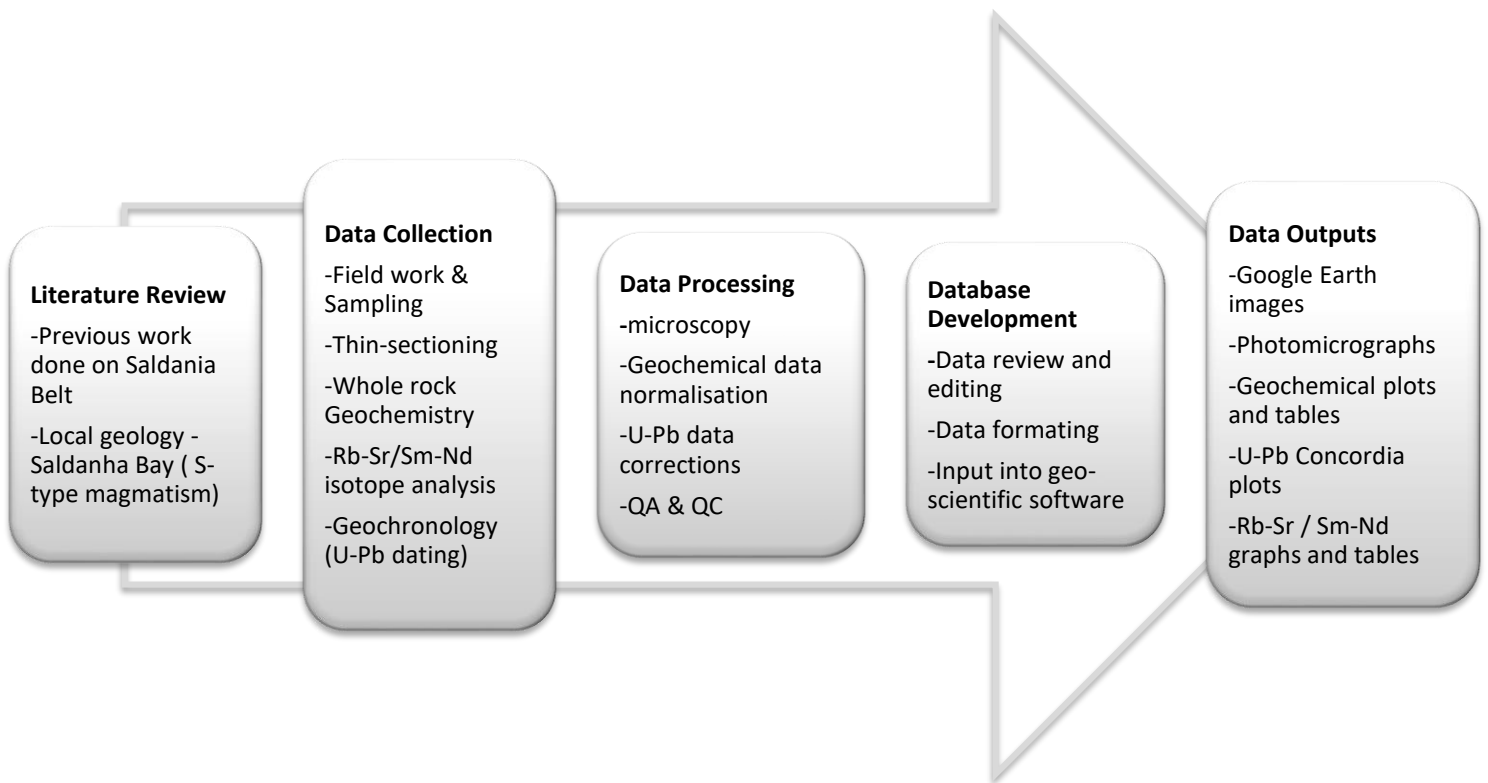 Literature Review
-Previous work
done on Saldania
Belt
-Local geology -
Saldanha Bay ( S-
type magmatism)
Data Collection
-Field work &
Sampling
-Thin-sectioning
-Whole rock
Geochemistry
-Rb-Sr/Sm-Nd
isotope analysis
-Geochronology
(U-Pb dating)
Data Processing
-microscopy
-Geochemical data
normalisation
-U-Pb data
corrections
-QA & QC
Database
Development
-Data review and
editing
-Data formating
-Input into geo-
scientific software
Data Outputs
-Google Earth
images
-Photomicrographs
-Geochemical plots
and tables
-U-Pb Concordia
plots
-Rb-Sr / Sm-Nd
graphs and tables